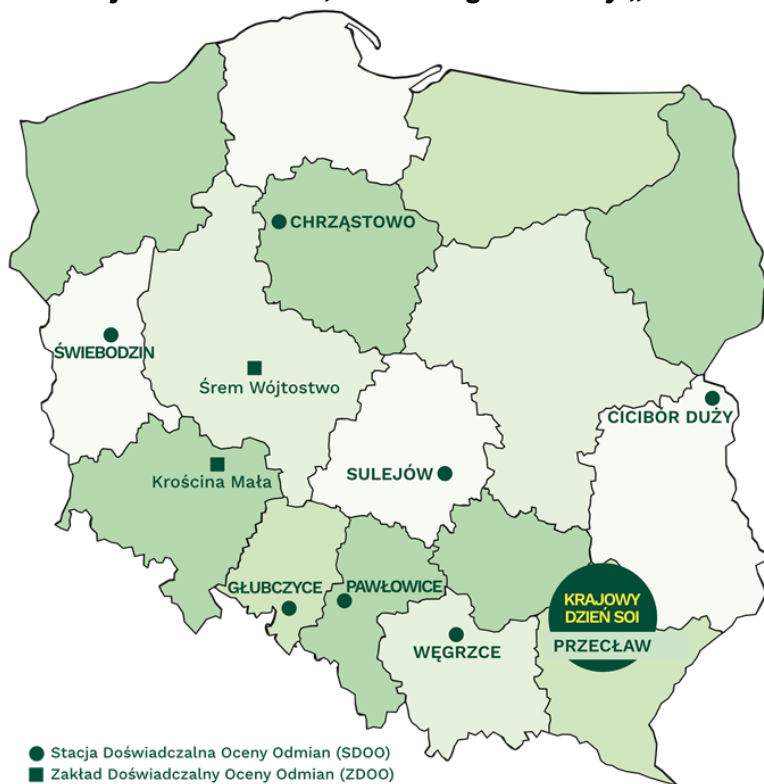 CHRZĄSTOWO
ŚWIEBODZIN
Śrem Wójtostwo
CICIBÓR DUŻY
SULEJÓW
Krościna Mała
GŁUBCZYCE
PAWŁOWICE
KRAJOWY
DZIEŃ SOI
PRZECŁAW
WĘGRZCE
Stacja Doświadczalna Oceny Odmian (SDOO)
Zakład Doświadczalny Oceny Odmian (ZDOO)